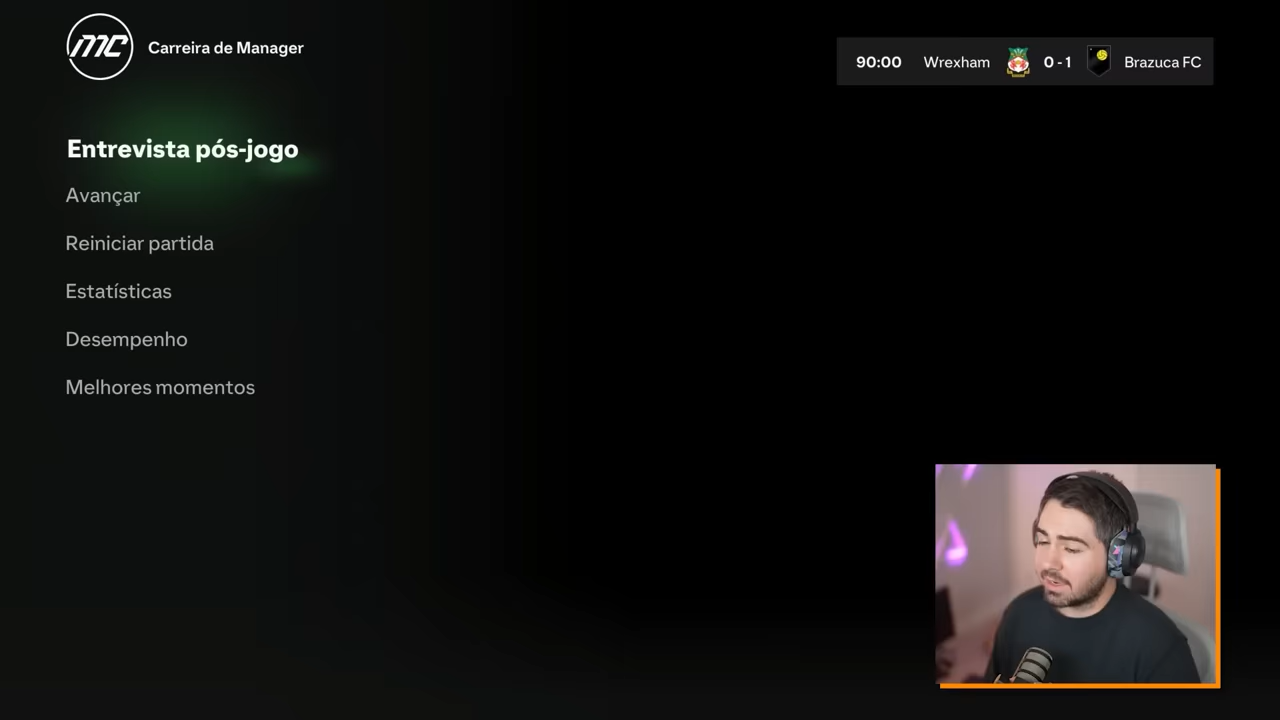 MC Carreira de Manager
90:00 Wrexham 0 - 1 Brazuca FC
Entrevista pós-jogo
Avançar
Reiniciar partida
Estatísticas
Desempenho
Melhores momentos